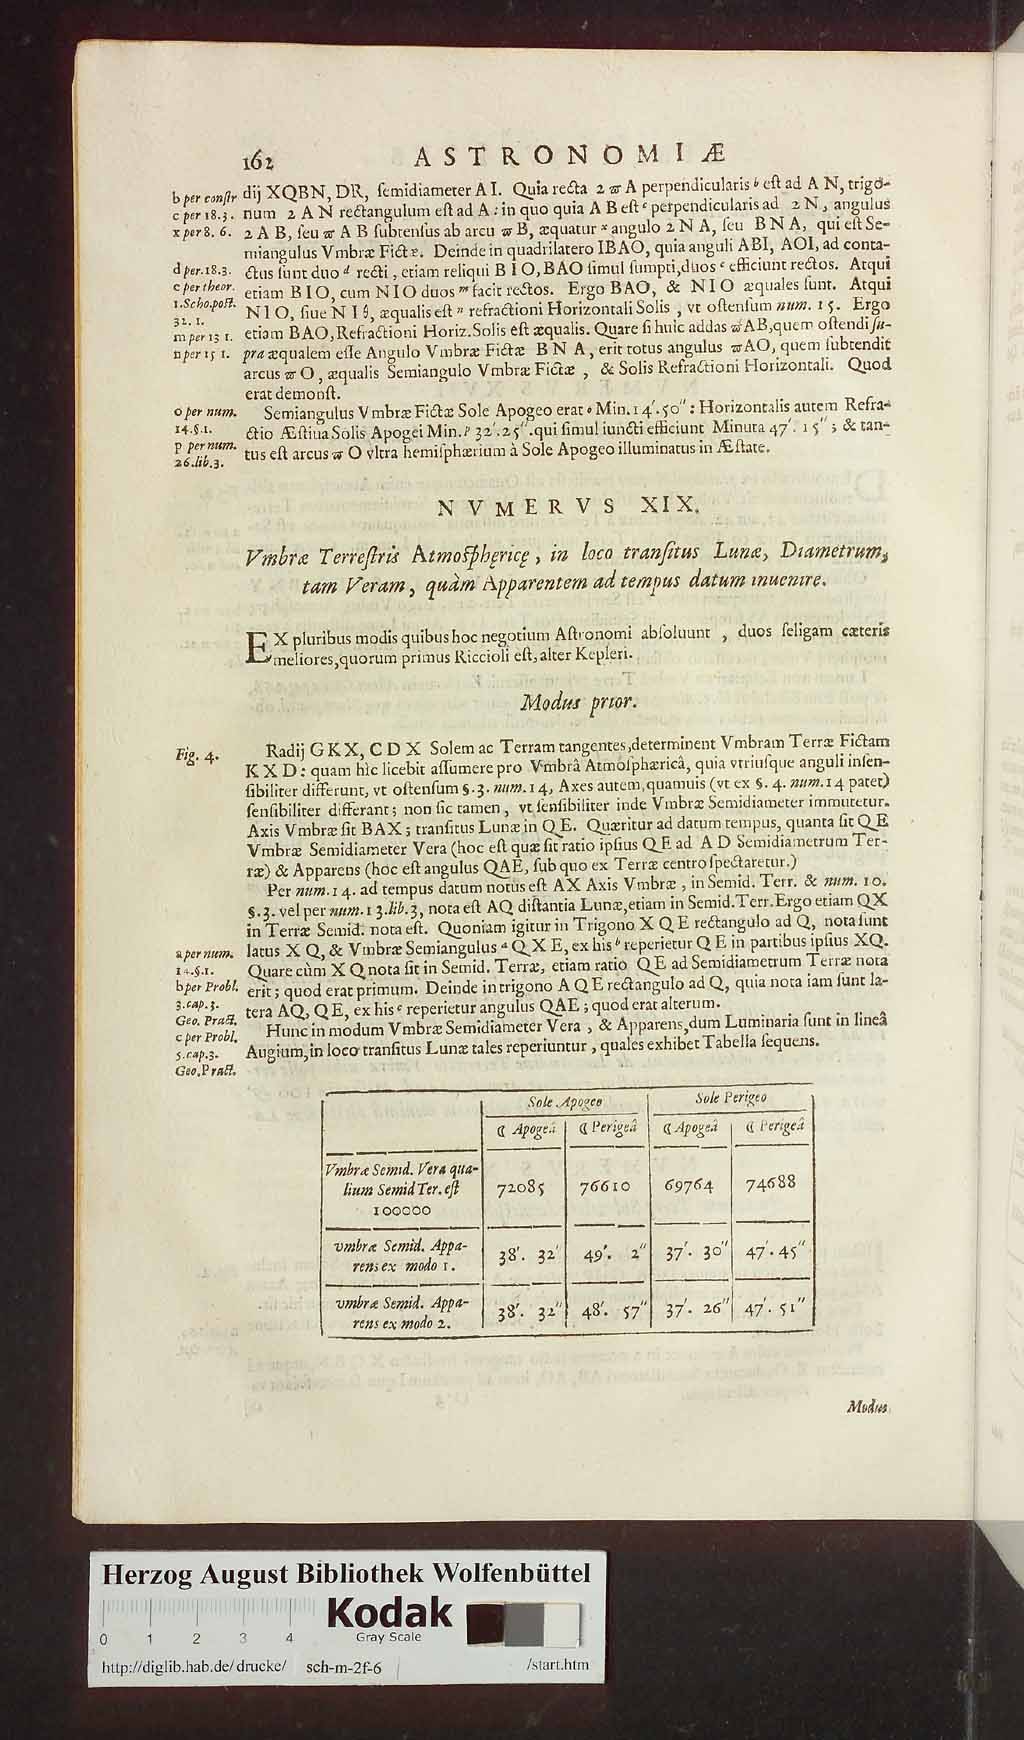 162 ASTRONOMIÆ
b per constr
c per 18.3.
x per 8. 6.
d per. 18.3.
c per theor.
1.Scho.post.
32. 1.
m per 13 1.
n per 15 1.
dij XQBN, DR, ſemidiameter A I. Quia recta 2 ꝏ A perpendicularis ᵇ eſt ad A N, trigo-
num 2 A N rectangulum eſt ad A : in quo quia A B eſt ᶜ perpendicularis ad 2 N, angulus
2 A B, ſeu ꝏ A B ſubtenſus ab arcu ꝏ B, æquatur ˣ angulo 2 N A, ſeu B N A, qui eſt Se-
miangulus Vmbræ Fictæ. Deinde in quadrilatero IBAO, quia anguli ABI, AOI, ad conta-
ctus ſunt duo ᵈ recti, etiam reliqui B I O, BAO ſimul ſumpti, duos ᶜ efficiunt rectos. Atqui
etiam B I O, cum N I O duos ᵐ facit rectos. Ergo BAO, & N I O æquales ſunt. Atqui
N I O, ſiue N I 6, æqualis eſt ⁿ refractioni Horizontali Solis, vt oſtenſum num. 15. Ergo
etiam BAO, Refractioni Horiz. Solis eſt æqualis. Quare ſi huic addas ꝏAB, quem oſtendi ſu-
pra æqualem eſſe Angulo Vmbræ Fictæ B N A, erit totus angulus ꝏAO, quem ſubtendit
arcus ꝏ O, æqualis Semiangulo Vmbræ Fictæ, & Solis Refractioni Horizontali. Quod
erat demonſt.
o per num.
14.§.1.
p per num.
26.lib.3.
Semiangulus Vmbræ Fictæ Sole Apogeo erat ᵒ Min. 14′. 50″ : Horizontalis autem Refra-
ctio Æſtiua Solis Apogei Min. ᵖ 32′. 25″. qui ſimul iuncti efficiunt Minuta 47′. 15″ ; & tan-
tus eſt arcus ꝏ O vltra hemiſphærium à Sole Apogeo illuminatus in Æſtate.
NVMERVS XIX.
Vmbræ Terreſtris Atmoſphęricę, in loco tranſitus Lunæ, Diametrum,
tam Veram, quàm Apparentem ad tempus datum inuenire.
EX pluribus modis quibus hoc negotium Aſtronomi abſoluunt, duos ſeligam cæteris
meliores, quorum primus Riccioli eſt, alter Kepleri.
Modus prior.
Fig. 4.
Radij G K X, C D X Solem ac Terram tangentes, determinent Vmbram Terræ Fictam
K X D : quam hîc licebit aſſumere pro Vmbrâ Atmoſphæricâ, quia vtriuſque anguli inſen-
ſibiliter differunt, vt oſtenſum §. 3. num. 14, Axes autem, quamuis (vt ex §. 4. num. 14 patet)
ſenſibiliter differant ; non ſic tamen, vt ſenſibiliter inde Vmbræ Semidiameter immutetur.
Axis Vmbræ ſit BAX ; tranſitus Lunæ in QE. Quæritur ad datum tempus, quanta ſit QE
Vmbræ Semidiameter Vera (hoc eſt quæ ſit ratio ipſius QE ad A D Semidiametrum Ter-
ræ) & Apparens (hoc eſt angulus QAE, ſub quo ex Terræ centro ſpectaretur.)
Per num. 14. ad tempus datum notus eſt AX Axis Vmbræ, in Semid. Terr. & num. 10.
§. 3. vel per num. 13. lib. 3, nota eſt AQ diſtantia Lunæ, etiam in Semid. Terr. Ergo etiam QX
in Terræ Semid. nota eſt. Quoniam igitur in Trigono X Q E rectangulo ad Q, nota ſunt
latus X Q, & Vmbræ Semiangulus ᵃ Q X E, ex his ᵇ reperietur Q E in partibus ipſius XQ.
Quare cùm X Q nota ſit in Semid. Terræ, etiam ratio QE ad Semidiametrum Terræ nota
erit ; quod erat primum. Deinde in trigono A Q E rectangulo ad Q, quia nota iam ſunt la-
tera AQ, QE, ex his ᶜ reperietur angulus QAE ; quod erat alterum.
a per num.
14.§.1.
b per Probl.
3.cap.3.
Geo. Pract.
c per Probl.
5.cap.3.
Geo.Pract.
Hunc in modum Vmbræ Semidiameter Vera, & Apparens, dum Luminaria ſunt in lineâ
Augium, in loco tranſitus Lunæ tales reperiuntur, quales exhibet Tabella ſequens.
Sole Apogeo Sole Perigeo
☾ Apogeâ ☾ Perigeâ ☾ Apogeâ ☾ Perigeâ
Vmbræ Semid. Vera qua-
lium Semid Ter. eſt
100000
72085 76610 69764 74688
vmbræ Semid. Appa-
rens ex modo 1.
38′. 32′ 49′. 2″ 37′. 30″ 47′. 45″
vmbræ Semid. Appa-
rens ex modo 2.
38′. 32″ 48′. 57″ 37′. 26″ 47′. 51″
Modus
Herzog August Bibliothek Wolfenbüttel
Kodak
Gray Scale
0 1 2 3 4
http://diglib.hab.de/drucke/ sch-m-2f-6 /start.htm